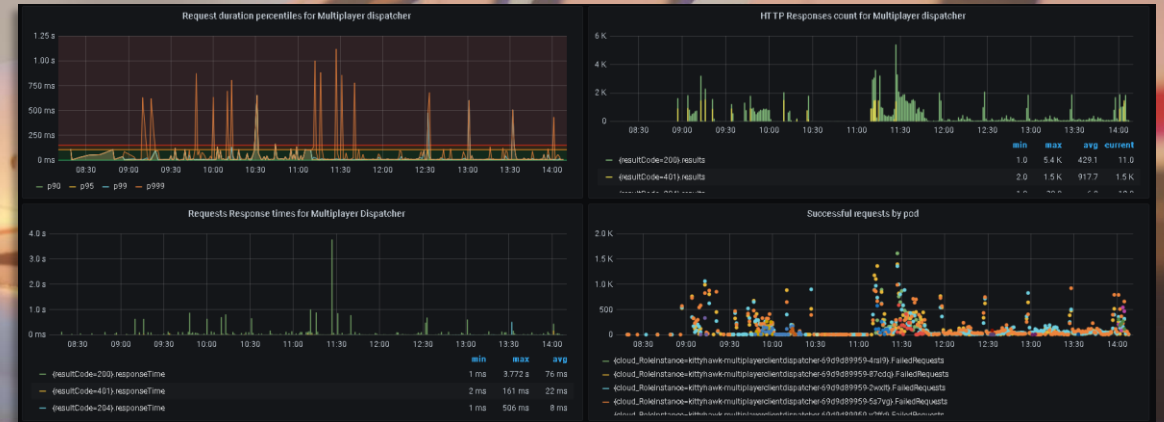 Request duration percentiles for Multiplayer dispatcher
1.25 s
1.00 s
750 ms
500 ms
250 ms
0 ms
08:30 09:00 09:30 10:00 10:30 11:00 11:30 12:00 12:30 13:00 13:30 14:00
p90 p95 p99 p999
HTTP Responses count for Multiplayer dispatcher
6 K
4 K
2 K
0
08:30 09:00 09:30 10:00 10:30 11:00 11:30 12:00 12:30 13:00 13:30 14:00
min max avg current
{resultCode=200}.results 1.0 5.4 K 429.1 11.0
{resultCode=401}.results 2.0 1.5 K 917.7 1.5 K
Requests Response times for Multiplayer Dispatcher
4.0 s
3.0 s
2.0 s
1.0 s
0 ms
08:30 09:00 09:30 10:00 10:30 11:00 11:30 12:00 12:30 13:00 13:30 14:00
min max avg
{resultCode=200}.responseTime 1 ms 3.772 s 76 ms
{resultCode=401}.responseTime 2 ms 161 ms 22 ms
{resultCode=204}.responseTime 1 ms 506 ms 8 ms
Successful requests by pod
2.0 K
1.5 K
1.0 K
500
0
08:30 09:00 09:30 10:00 10:30 11:00 11:30 12:00 12:30 13:00 13:30 14:00
{cloud_RoleInstance=kittyhawk-multiplayerclientdispatcher-69d9d89959-4rsl9}.FailedRequests
{cloud_RoleInstance=kittyhawk-multiplayerclientdispatcher-69d9d89959-87cdq}.FailedRequests
{cloud_RoleInstance=kittyhawk-multiplayerclientdispatcher-69d9d89959-2wxlt}.FailedRequests
{cloud_RoleInstance=kittyhawk-multiplayerclientdispatcher-69d9d89959-5a7vg}.FailedRequests